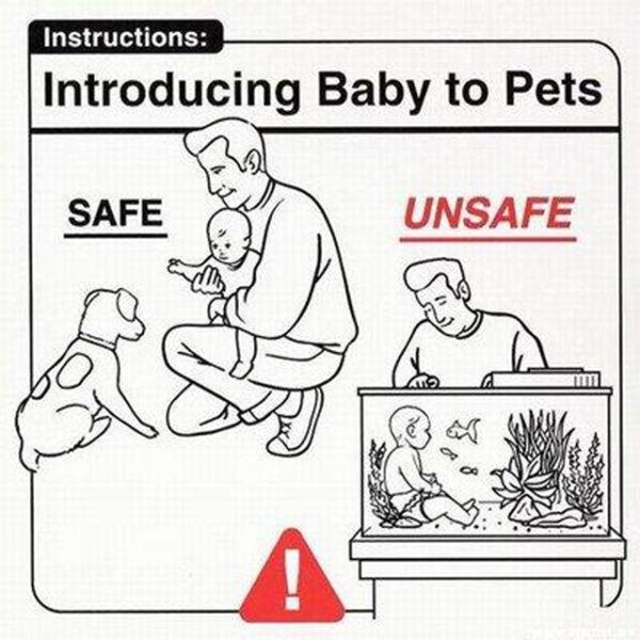 Instructions:
Introducing Baby to Pets
SAFE
UNSAFE
!